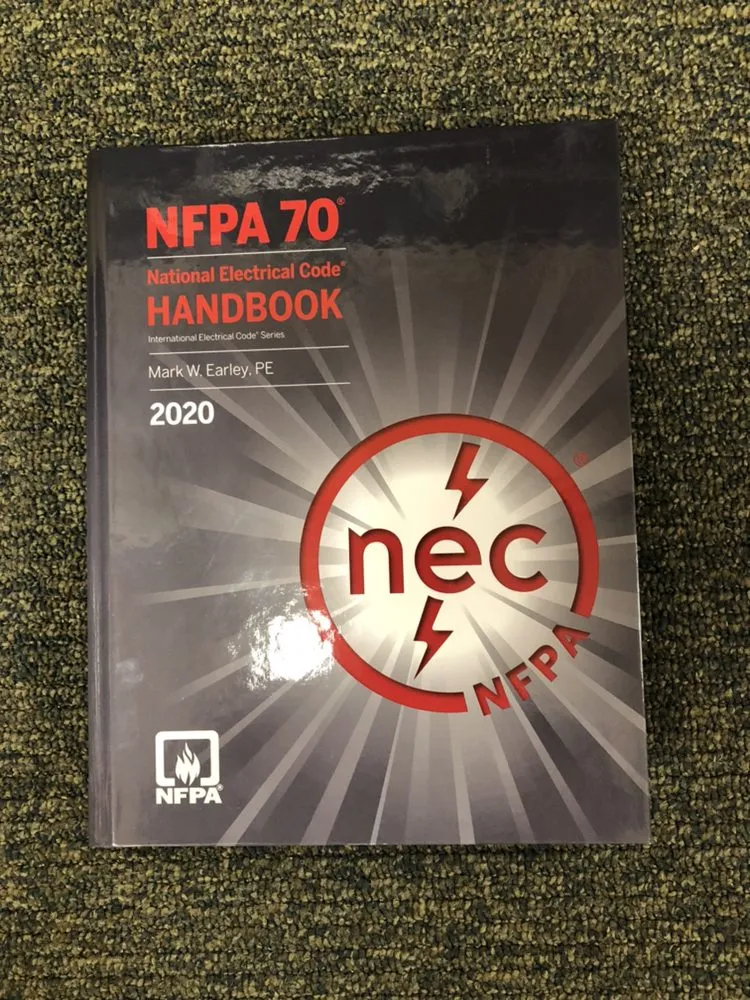 NFPA 70®
National Electrical Code®
HANDBOOK
International Electrical Code® Series
Mark W. Earley, PE
2020
nec®
NFPA
NFPA®